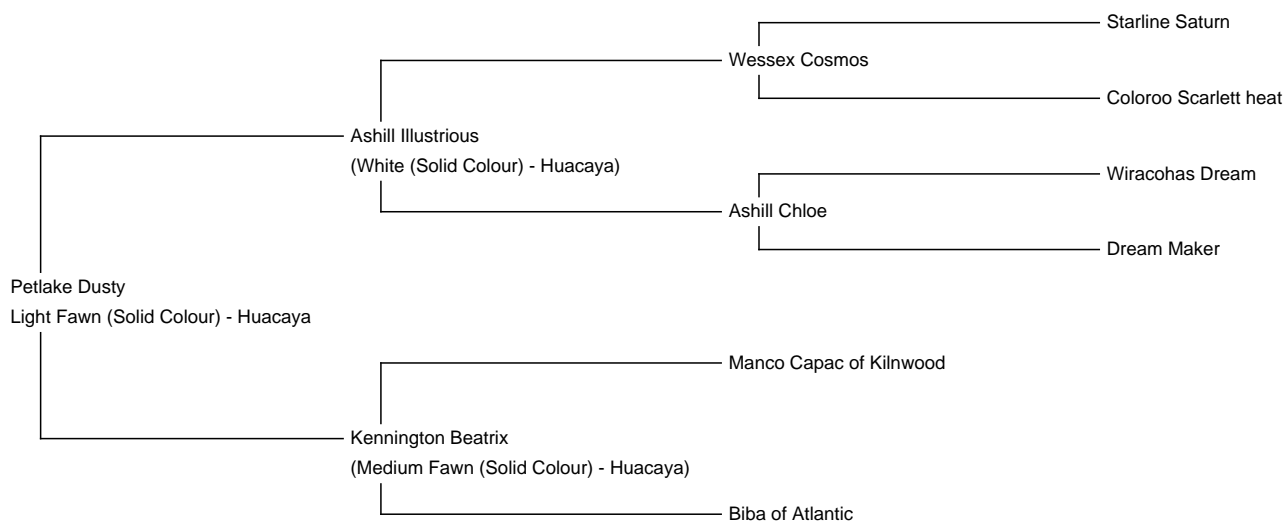 Starline Saturn
Wessex Cosmos
Coloroo Scarlett heat
Ashill Illustrious
(White (Solid Colour) - Huacaya)
Wiracohas Dream
Ashill Chloe
Dream Maker
Petlake Dusty
Light Fawn (Solid Colour) - Huacaya
Manco Capac of Kilnwood
Kennington Beatrix
(Medium Fawn (Solid Colour) - Huacaya)
Biba of Atlantic